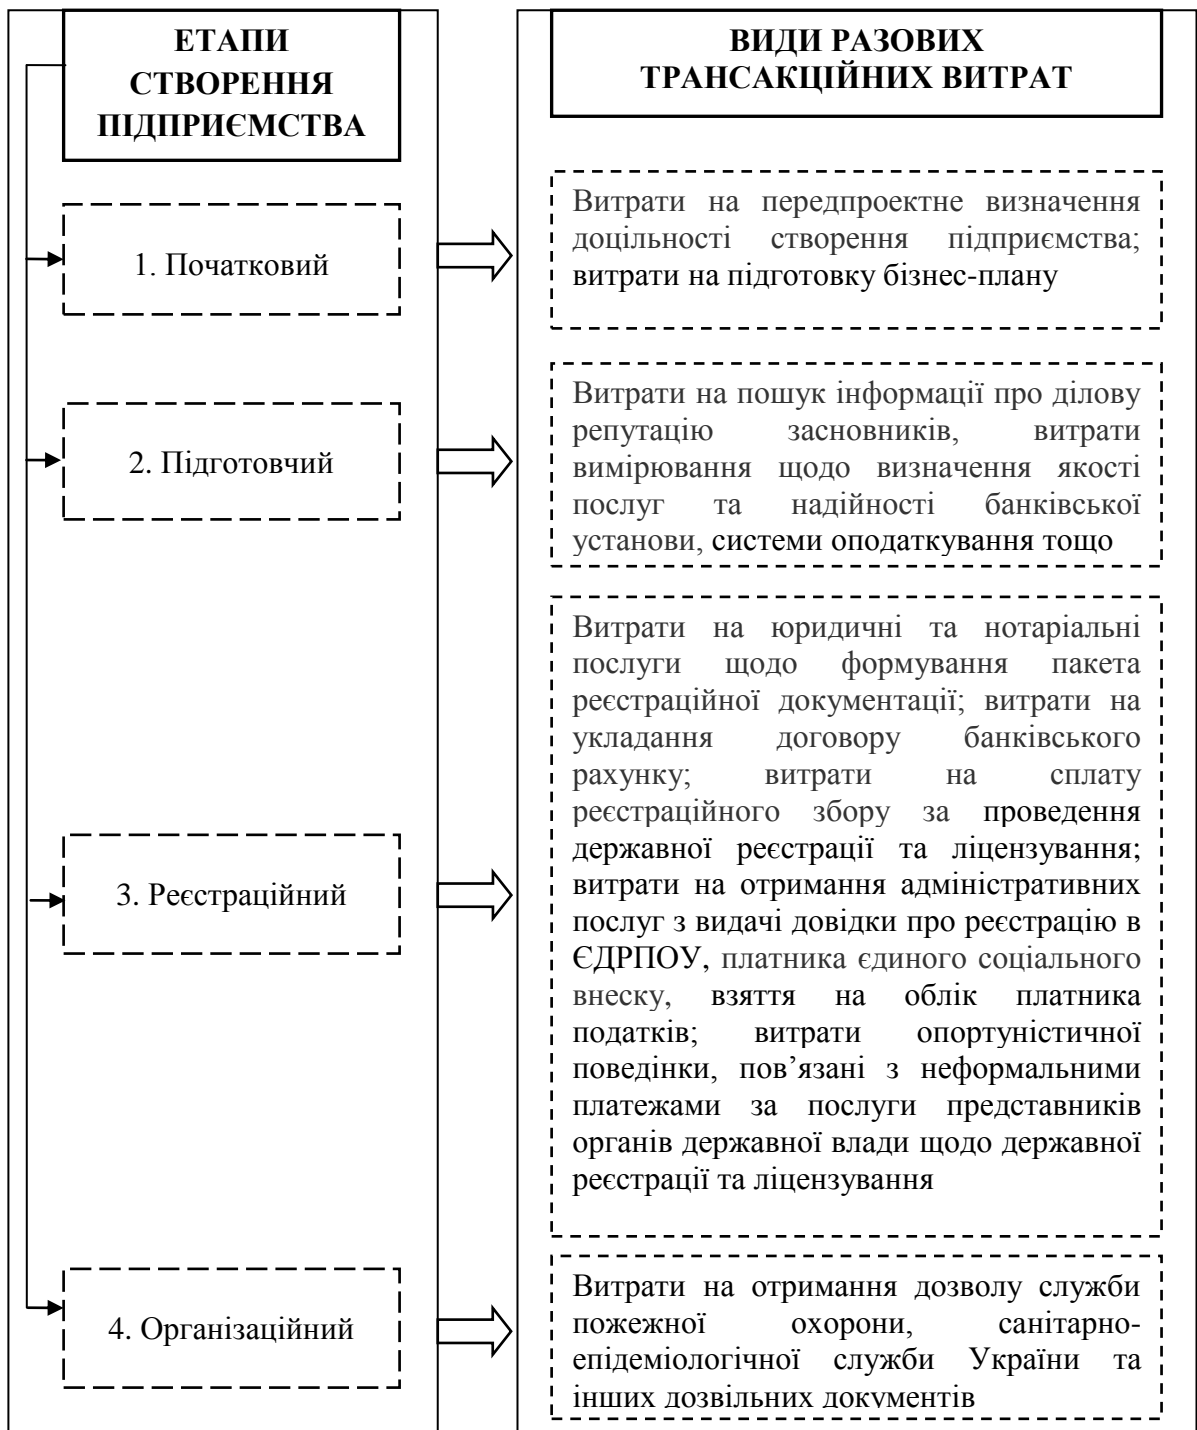 ЕТАПИ
СТВОРЕННЯ
ПІДПРИЄМСТВА
ВИДИ РАЗОВИХ
ТРАНСАКЦІЙНИХ ВИТРАТ
1. Початковий
Витрати на передпроектне визначення
доцільності створення підприємства;
витрати на підготовку бізнес-плану
2. Підготовчий
Витрати на пошук інформації про ділову
репутацію засновників, витрати
вимірювання щодо визначення якості
послуг та надійності банківської
установи, системи оподаткування тощо
3. Реєстраційний
Витрати на юридичні та нотаріальні
послуги щодо формування пакета
реєстраційної документації; витрати на
укладання договору банківського
рахунку; витрати на сплату
реєстраційного збору за проведення
державної реєстрації та ліцензування;
витрати на отримання адміністративних
послуг з видачі довідки про реєстрацію в
ЄДРПОУ, платника єдиного соціального
внеску, взяття на облік платника
податків; витрати опортуністичної
поведінки, пов’язані з неформальними
платежами за послуги представників
органів державної влади щодо державної
реєстрації та ліцензування
4. Організаційний
Витрати на отримання дозволу служби
пожежної охорони, санітарно-
епідеміологічної служби України та
інших дозвільних документів